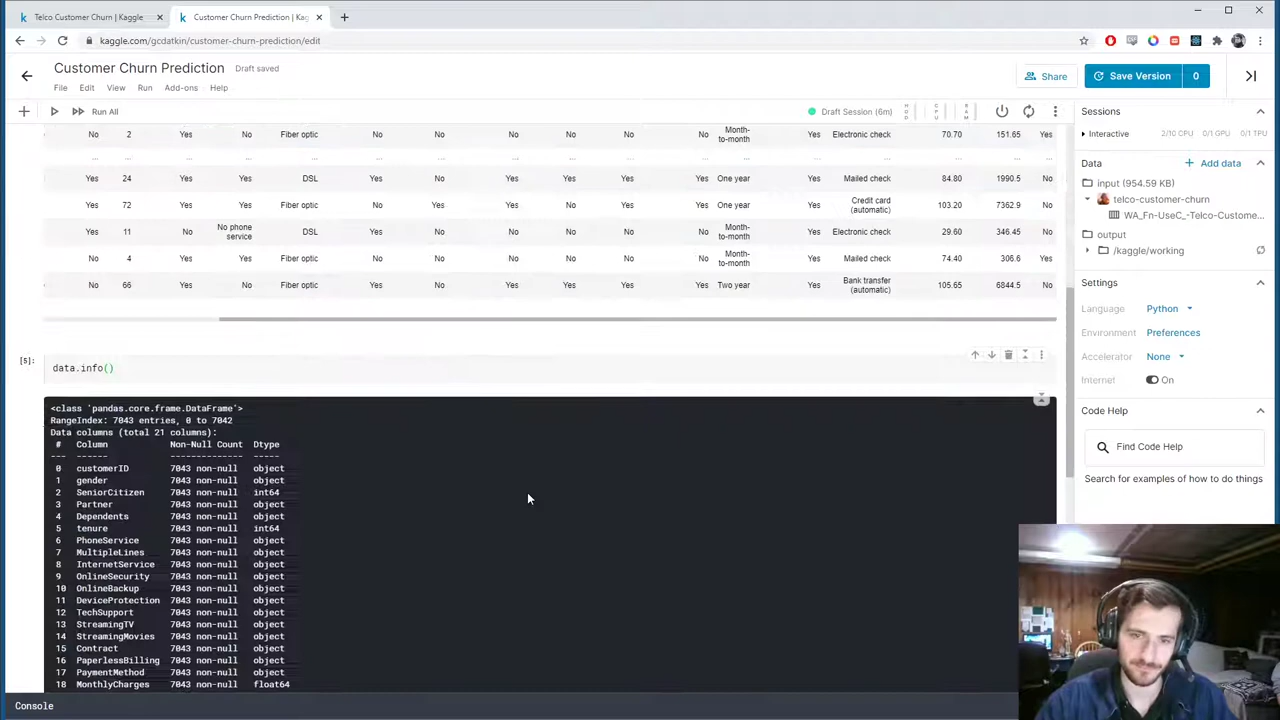 Telco Customer Churn | Kaggle
Customer Churn Prediction | Kag
kaggle.com/gcdatkin/customer-churn-prediction/edit
Customer Churn Prediction
Draft saved
Share
Save Version
0
File Edit View Run Add-ons Help
Run All
Draft Session (6m)
No 2 Yes No Fiber optic No No No No No Month-to-month Yes Electronic check 70.70 151.65 Yes
... ... ... ... ... ... ... ... ... ... ... ... ... ... ... ...
Yes 24 Yes Yes DSL Yes No Yes Yes Yes One year Yes Mailed check 84.80 1990.5 No
Yes 72 Yes Yes Fiber optic No Yes Yes No Yes One year Yes Credit card (automatic) 103.20 7362.9 No
Yes 11 No No phone service DSL Yes No No No No Month-to-month Yes Electronic check 29.60 346.45 No
Yes 4 Yes Yes Fiber optic No No No No No Month-to-month Yes Mailed check 74.40 306.6 Yes
No 66 Yes No Fiber optic Yes No Yes Yes Yes Two year Yes Bank transfer (automatic) 105.65 6844.5 No
[5]:
data.info()
<class 'pandas.core.frame.DataFrame'>
RangeIndex: 7043 entries, 0 to 7042
Data columns (total 21 columns):
# Column Non-Null Count Dtype
--- ------ -------------- -----
0 customerID 7043 non-null object
1 gender 7043 non-null object
2 SeniorCitizen 7043 non-null int64
3 Partner 7043 non-null object
4 Dependents 7043 non-null object
5 tenure 7043 non-null int64
6 PhoneService 7043 non-null object
7 MultipleLines 7043 non-null object
8 InternetService 7043 non-null object
9 OnlineSecurity 7043 non-null object
10 OnlineBackup 7043 non-null object
11 DeviceProtection 7043 non-null object
12 TechSupport 7043 non-null object
13 StreamingTV 7043 non-null object
14 StreamingMovies 7043 non-null object
15 Contract 7043 non-null object
16 PaperlessBilling 7043 non-null object
17 PaymentMethod 7043 non-null object
18 MonthlyCharges 7043 non-null float64
Console
Sessions
Interactive 2/10 CPU 0/1 GPU 0/1 TPU
Data
Add data
input (954.59 KB)
telco-customer-churn
WA_Fn-UseC_-Telco-Custome...
output
/kaggle/working
Settings
Language Python
Environment Preferences
Accelerator None
Internet On
Code Help
Find Code Help
Search for examples of how to do things